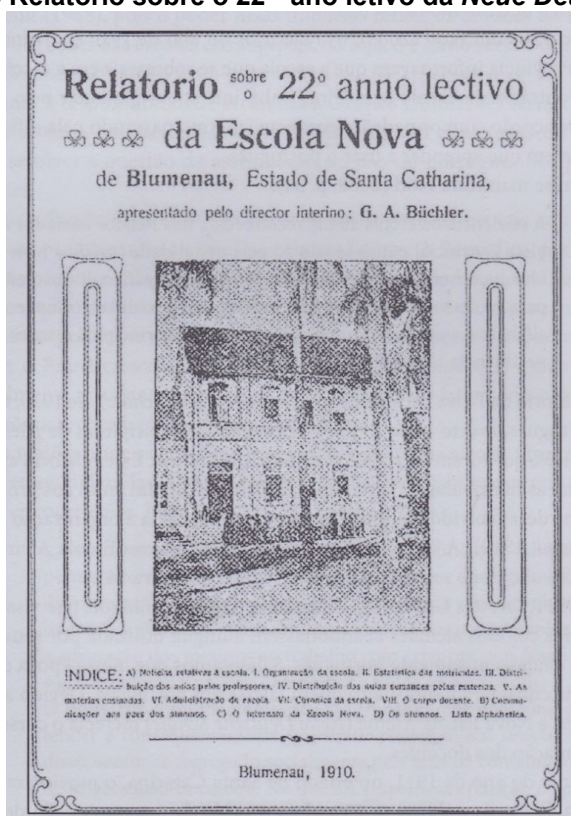 Relatorio sobre o 22º anno lectivo
da Escola Nova
de Blumenau, Estado de Santa Catharina,
apresentado pelo director interino: G. A. Büchler.
INDICE: A) Noticias relativas á escola. I. Organisação da escola. II. Estatistica das matriculas. III. Distri-
buição das aulas pelos professores. IV. Distribuição das aulas semanaes pelas materias. V. As
materias ensinadas. VI. Administração da escola. VII. Chronica da escola. VIII. O corpo docente. B) Communi-
cações aos paes dos alumnos. C) O internato da Escola Nova. D) Os alumnos. Lista alphabetica.
Blumenau, 1910.